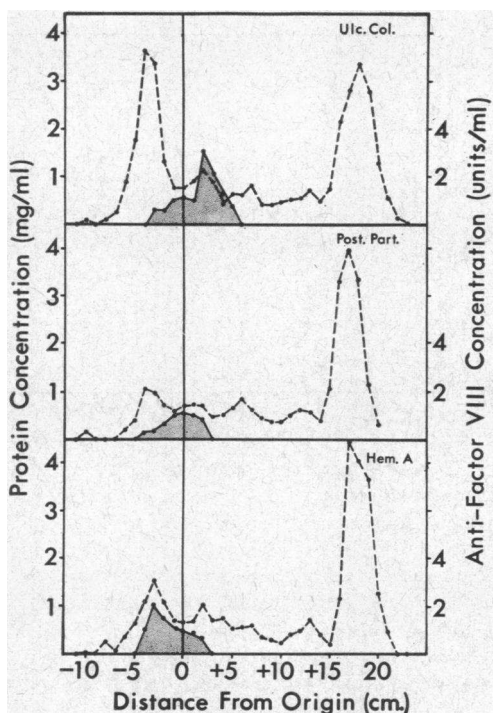 Ulc. Col.
4
3
2
1
4
2
Post. Part.
4
3
2
1
4
2
Hem. A
4
3
2
1
4
2
-10 -5 0 +5 +10 +15 20
Distance From Origin (cm.)
Protein Concentration (mg/ml)
Anti-Factor VIII Concentration (units/ml)